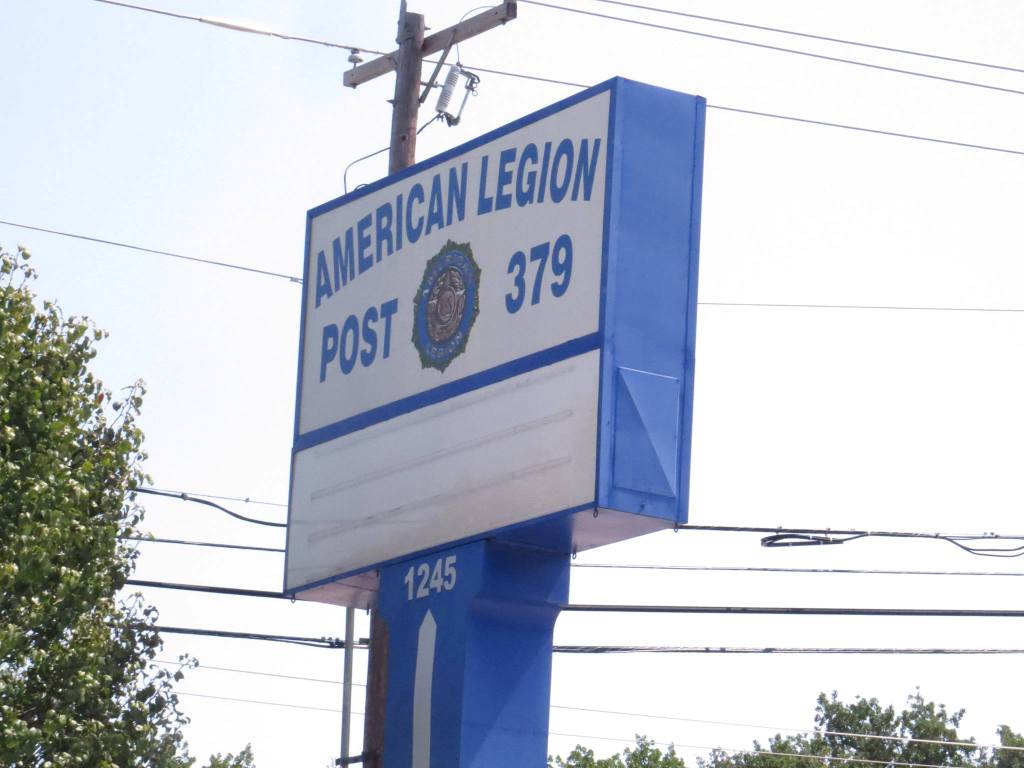 AMERICAN LEGION
POST 379
1245